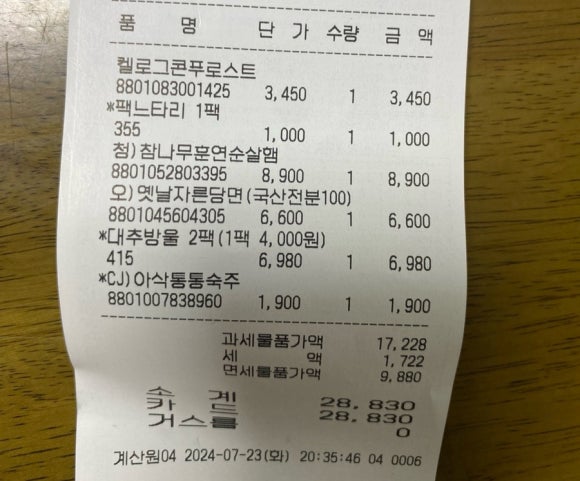 품 명 단 가 수량 금 액
켈로그콘푸로스트
8801083001425 3,450 1 3,450
*팩느타리 1팩
355 1,000 1 1,000
청)참나무훈연순살햄
8801052803395 8,900 1 8,900
오)옛날자른당면(국산전분100)
8801045604305 6,600 1 6,600
*대추방울 2팩(1팩 4,000원)
415 6,980 1 6,980
*CJ)아삭통통숙주
8801007838960 1,900 1 1,900
과세물품가액 17,228
세 액 1,722
면세물품가액 9,880
소 계 28,830
카 드 28,830
거스름 0
계산원04 2024-07-23(화) 20:35:46 04 0006